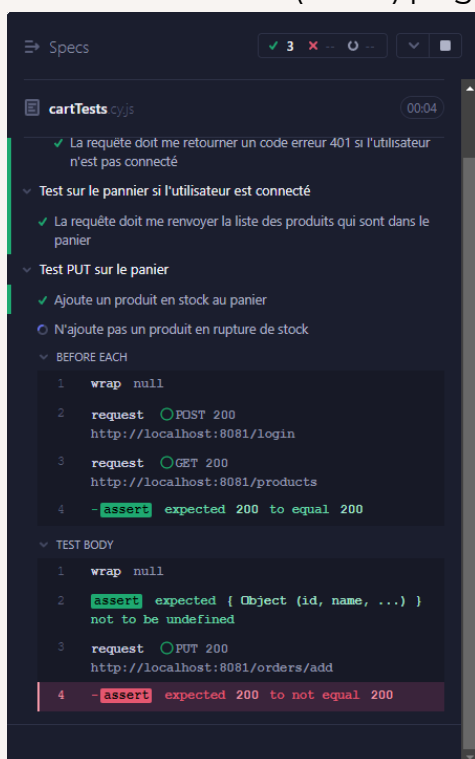 Specs
3 -- --
cartTests.cy.js 00:04
La requête doit me retourner un code erreur 401 si l'utilisateur
n'est pas connecté
Test sur le pannier si l'utilisateur est connecté
La requête doit me renvoyer la liste des produits qui sont dans le
panier
Test PUT sur le panier
Ajoute un produit en stock au panier
N'ajoute pas un produit en rupture de stock
BEFORE EACH
1 wrap null
2 request POST 200
http://localhost:8081/login
3 request GET 200
http://localhost:8081/products
4 -assert expected 200 to equal 200
TEST BODY
1 wrap null
2 assert expected { Object (id, name, ...) }
not to be undefined
3 request PUT 200
http://localhost:8081/orders/add
4 -assert expected 200 to not equal 200